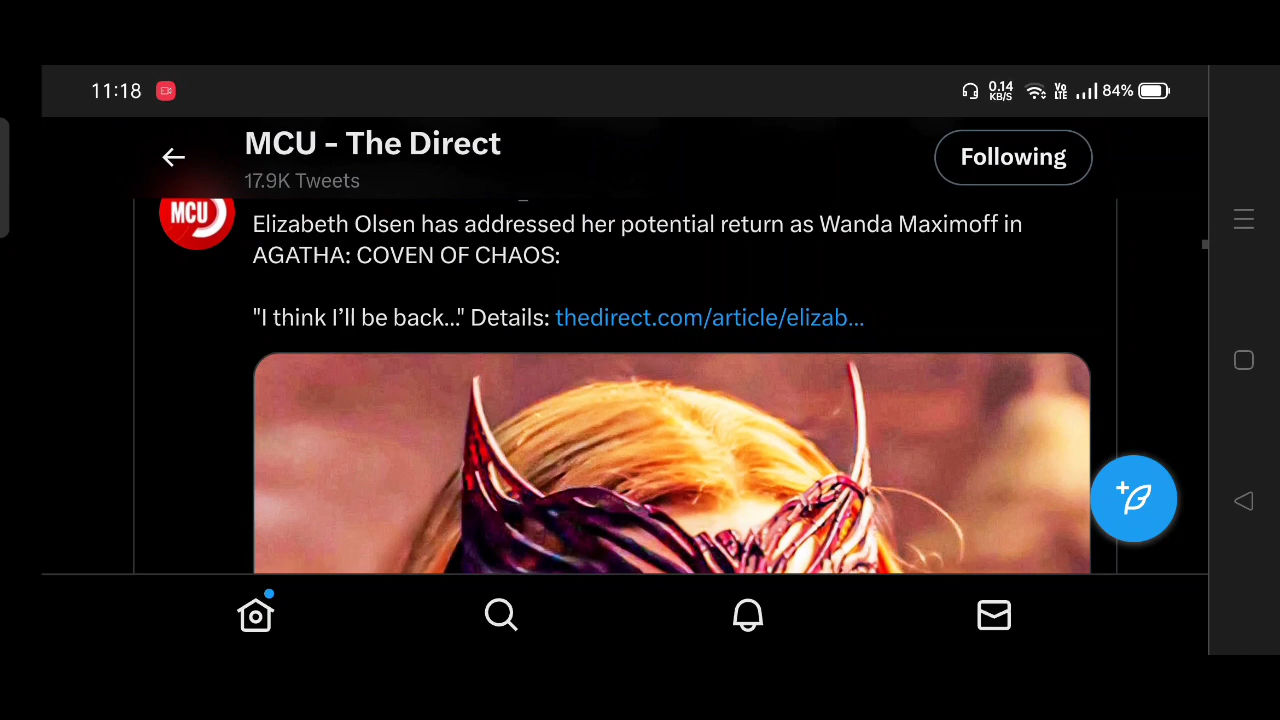 11:18
0.14
KB/S
Vo
LTE
84%
MCU - The Direct
17.9K Tweets
Following
MCU
Elizabeth Olsen has addressed her potential return as Wanda Maximoff in
AGATHA: COVEN OF CHAOS:
"I think I’ll be back..." Details: thedirect.com/article/elizab...